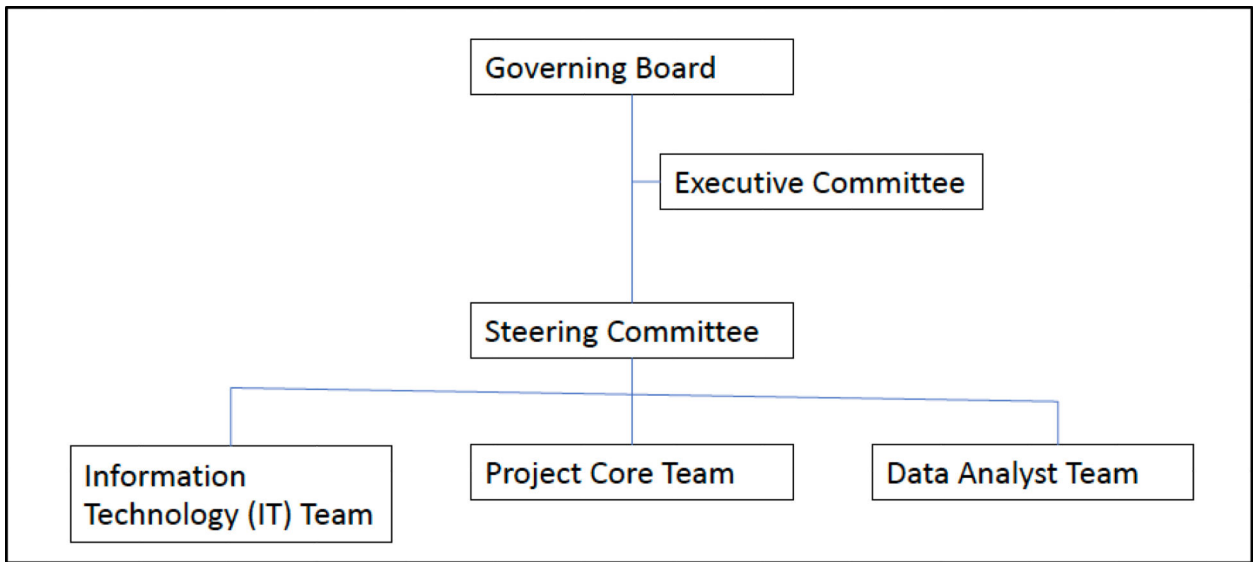 Governing Board
Executive Committee
Steering Committee
Information
Technology (IT) Team
Project Core Team
Data Analyst Team